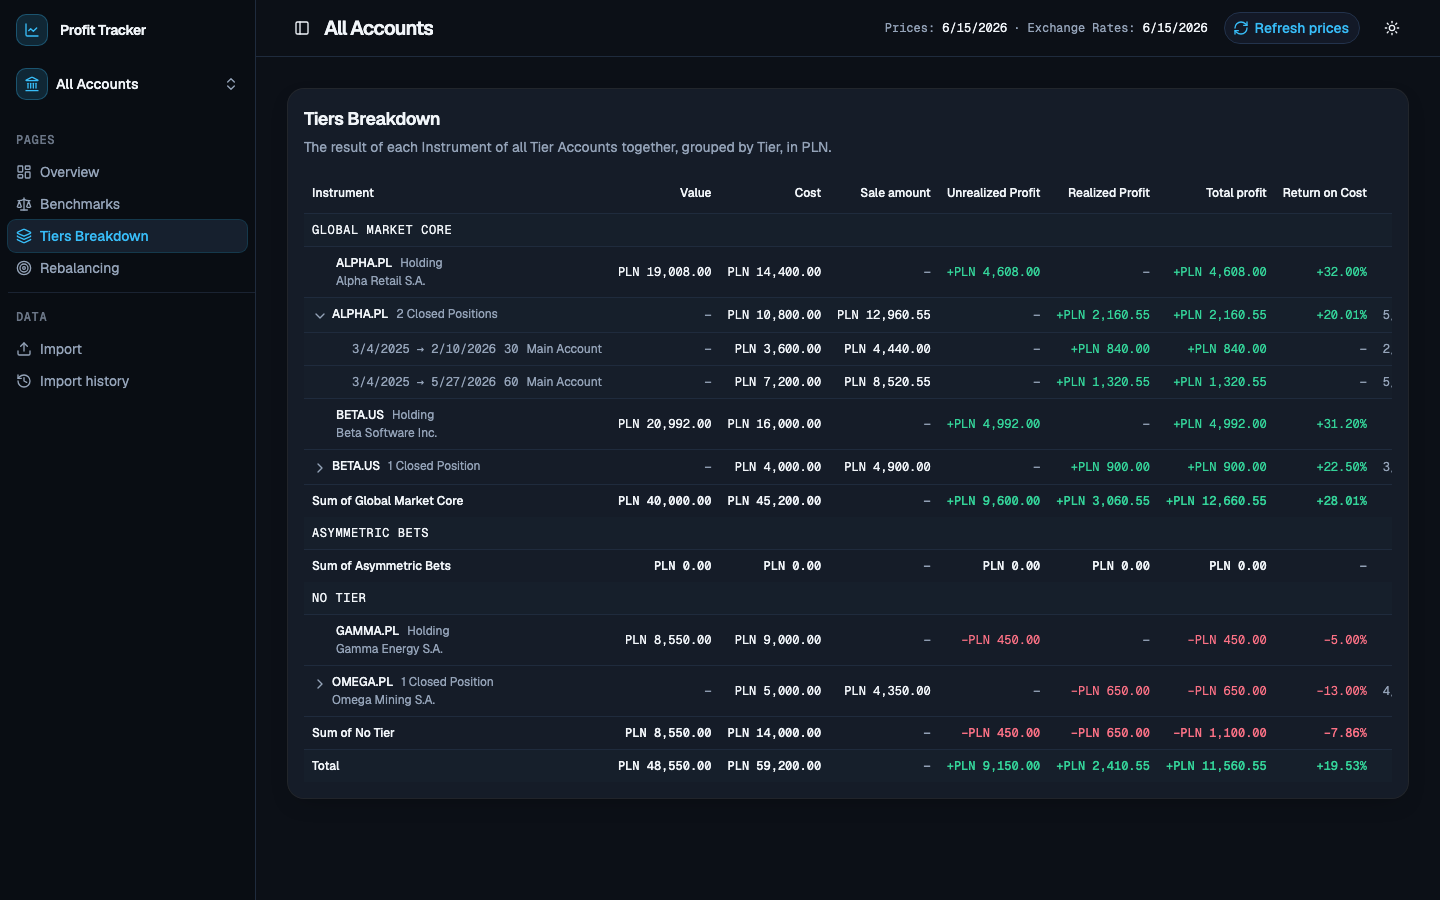 Profit Tracker
All Accounts
PAGES
Overview
Benchmarks
Tiers Breakdown
Rebalancing
DATA
Import
Import history
All Accounts
Prices: 6/15/2026 · Exchange Rates: 6/15/2026
Refresh prices
Tiers Breakdown
The result of each Instrument of all Tier Accounts together, grouped by Tier, in PLN.
Instrument Value Cost Sale amount Unrealized Profit Realized Profit Total profit Return on Cost
GLOBAL MARKET CORE
ALPHA.PL Holding
Alpha Retail S.A.
PLN 19,008.00 PLN 14,400.00 – +PLN 4,608.00 – +PLN 4,608.00 +32.00%
ALPHA.PL 2 Closed Positions – PLN 10,800.00 PLN 12,960.55 – +PLN 2,160.55 +PLN 2,160.55 +20.01% 5,
3/4/2025 → 2/10/2026 30 Main Account – PLN 3,600.00 PLN 4,440.00 – +PLN 840.00 +PLN 840.00 – 2,
3/4/2025 → 5/27/2026 60 Main Account – PLN 7,200.00 PLN 8,520.55 – +PLN 1,320.55 +PLN 1,320.55 – 5,
BETA.US Holding
Beta Software Inc.
PLN 20,992.00 PLN 16,000.00 – +PLN 4,992.00 – +PLN 4,992.00 +31.20%
BETA.US 1 Closed Position – PLN 4,000.00 PLN 4,900.00 – +PLN 900.00 +PLN 900.00 +22.50% 3,
Sum of Global Market Core PLN 40,000.00 PLN 45,200.00 – +PLN 9,600.00 +PLN 3,060.55 +PLN 12,660.55 +28.01%
ASYMMETRIC BETS
Sum of Asymmetric Bets PLN 0.00 PLN 0.00 – PLN 0.00 PLN 0.00 PLN 0.00 –
NO TIER
GAMMA.PL Holding
Gamma Energy S.A.
PLN 8,550.00 PLN 9,000.00 – -PLN 450.00 – -PLN 450.00 -5.00%
OMEGA.PL 1 Closed Position
Omega Mining S.A.
– PLN 5,000.00 PLN 4,350.00 – -PLN 650.00 -PLN 650.00 -13.00% 4,
Sum of No Tier PLN 8,550.00 PLN 14,000.00 – -PLN 450.00 -PLN 650.00 -PLN 1,100.00 -7.86%
Total PLN 48,550.00 PLN 59,200.00 – +PLN 9,150.00 +PLN 2,410.55 +PLN 11,560.55 +19.53%